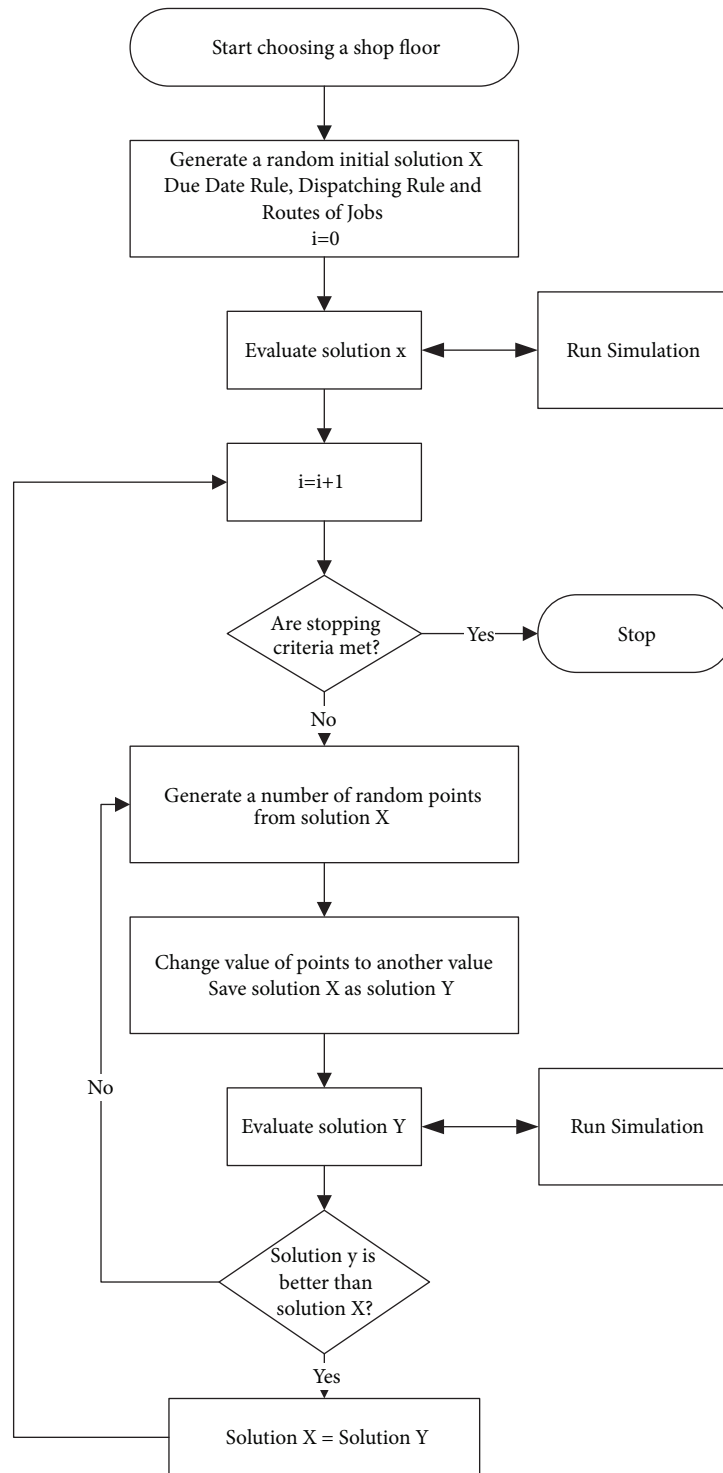 Start choosing a shop floor
Generate a random initial solution X
Due Date Rule, Dispatching Rule and
Routes of Jobs
i=0
Evaluate solution x
Run Simulation
i=i+1
Are stopping
criteria met?
Yes
Stop
No
Generate a number of random points
from solution X
Change value of points to another value
Save solution X as solution Y
No
Evaluate solution Y
Run Simulation
Solution y is
better than
solution X?
Yes
Solution X = Solution Y